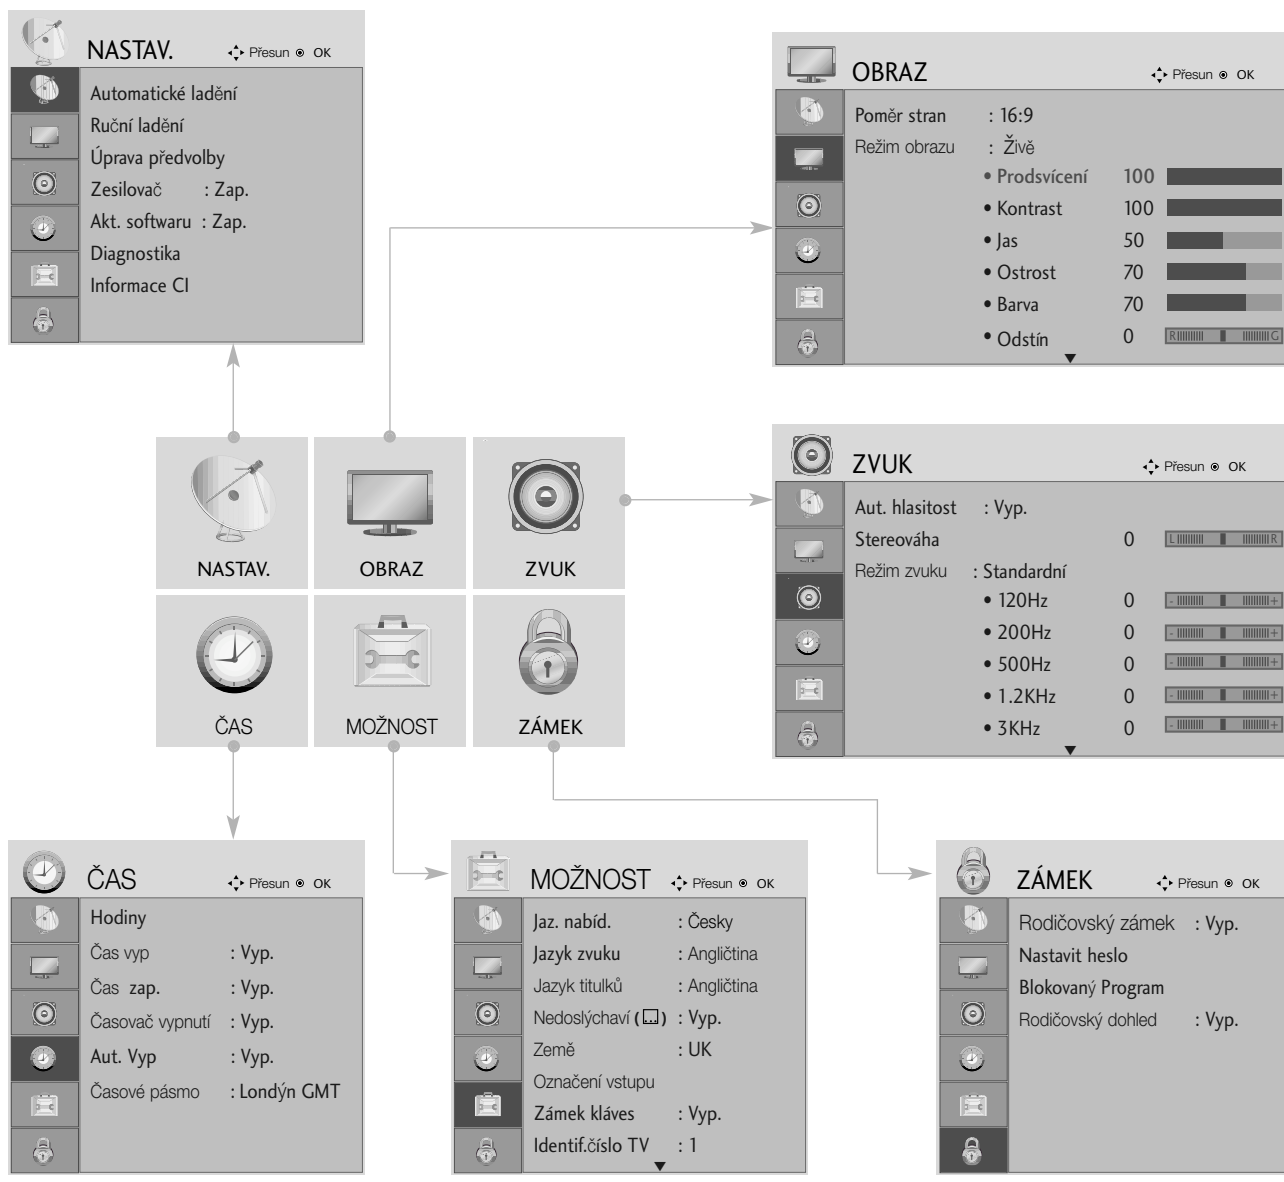 NASTAV. Přesun OK
Automatické ladění
Ruční ladění
Úprava předvolby
Zesilovač : Zap.
Akt. softwaru : Zap.
Diagnostika
Informace CI
OBRAZ Přesun OK
Poměr stran : 16:9
Režim obrazu : Živě
• Prodsvícení 100
• Kontrast 100
• Jas 50
• Ostrost 70
• Barva 70
• Odstín 0 R G
NASTAV. OBRAZ ZVUK
ČAS MOŽNOST ZÁMEK
ZVUK Přesun OK
Aut. hlasitost : Vyp.
Stereováha 0 L R
Režim zvuku : Standardní
• 120Hz 0 - +
• 200Hz 0 - +
• 500Hz 0 - +
• 1.2KHz 0 - +
• 3KHz 0 - +
ČAS Přesun OK
Hodiny
Čas vyp : Vyp.
Čas zap. : Vyp.
Časovač vypnutí : Vyp.
Aut. Vyp : Vyp.
Časové pásmo : Londýn GMT
MOŽNOST Přesun OK
Jaz. nabíd. : Česky
Jazyk zvuku : Angličtina
Jazyk titulků : Angličtina
Nedoslýchaví ( ) : Vyp.
Země : UK
Označení vstupu
Zámek kláves : Vyp.
Identif.číslo TV : 1
ZÁMEK Přesun OK
Rodičovský zámek : Vyp.
Nastavit heslo
Blokovaný Program
Rodičovský dohled : Vyp.